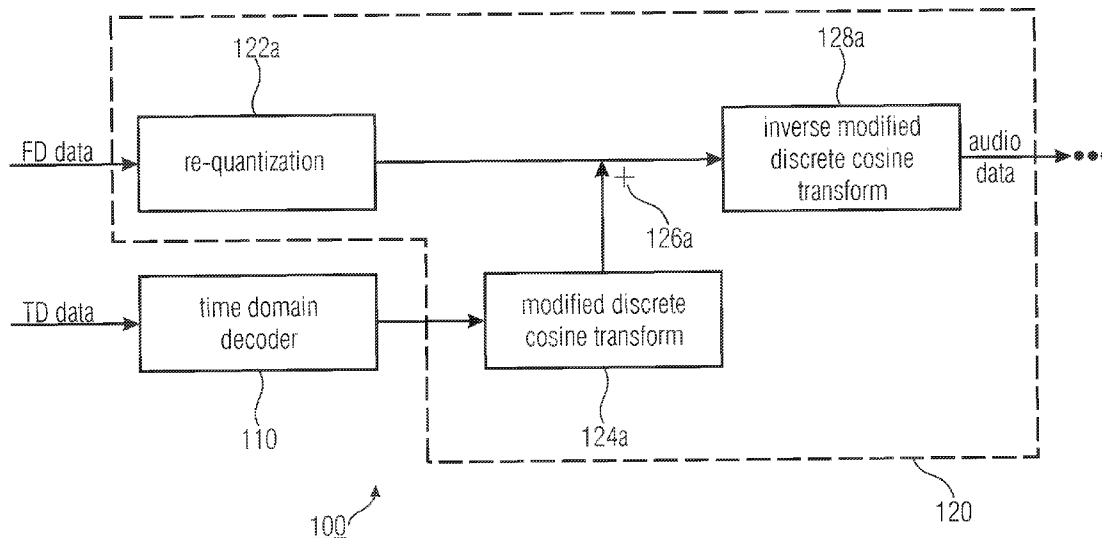 122a
128a
FD data
re-quantization
inverse modified
discrete cosine
transform
audio
data
+
126a
TD data
time domain
decoder
modified discrete
cosine transform
110
124a
120
100